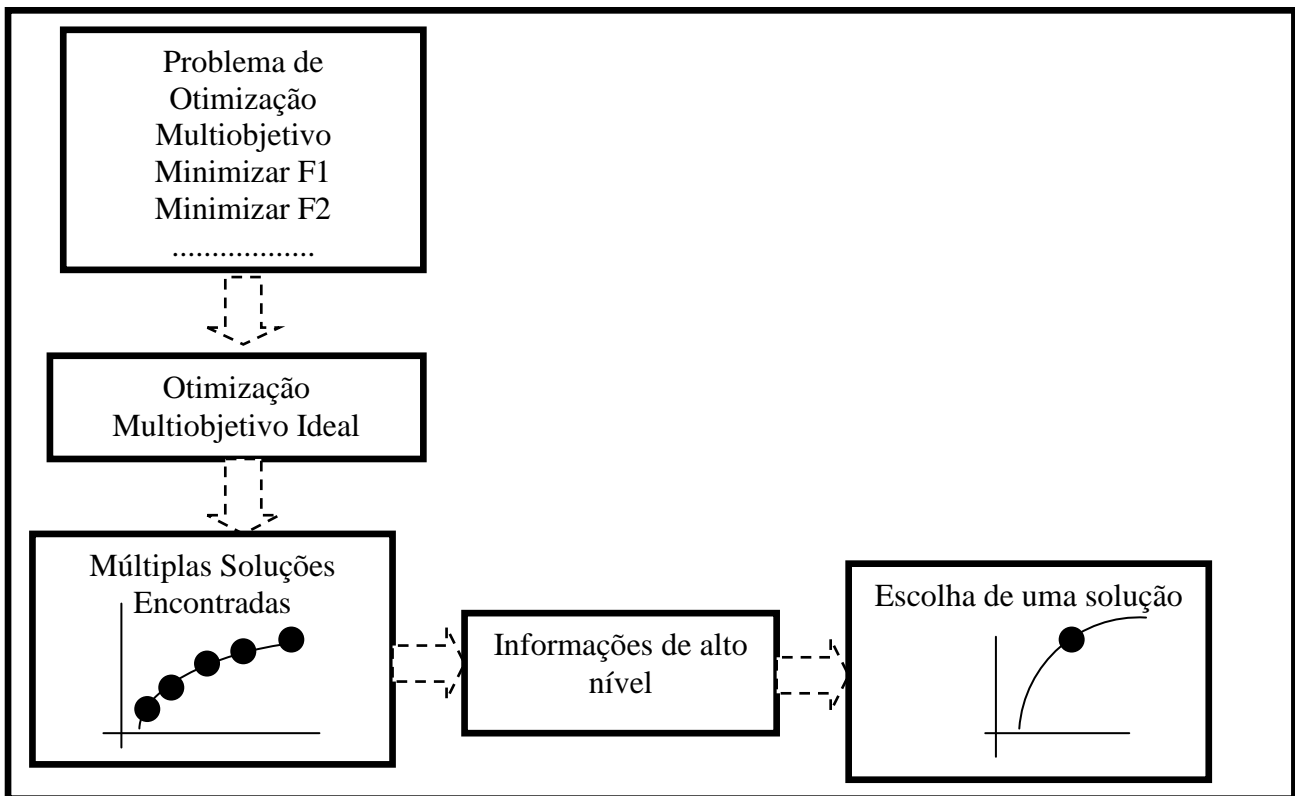 Problema de
Otimização
Multiobjetivo
Minimizar F1
Minimizar F2
..................
Otimização
Multiobjetivo Ideal
Múltiplas Soluções
Encontradas
Informações de alto
nível
Escolha de uma solução